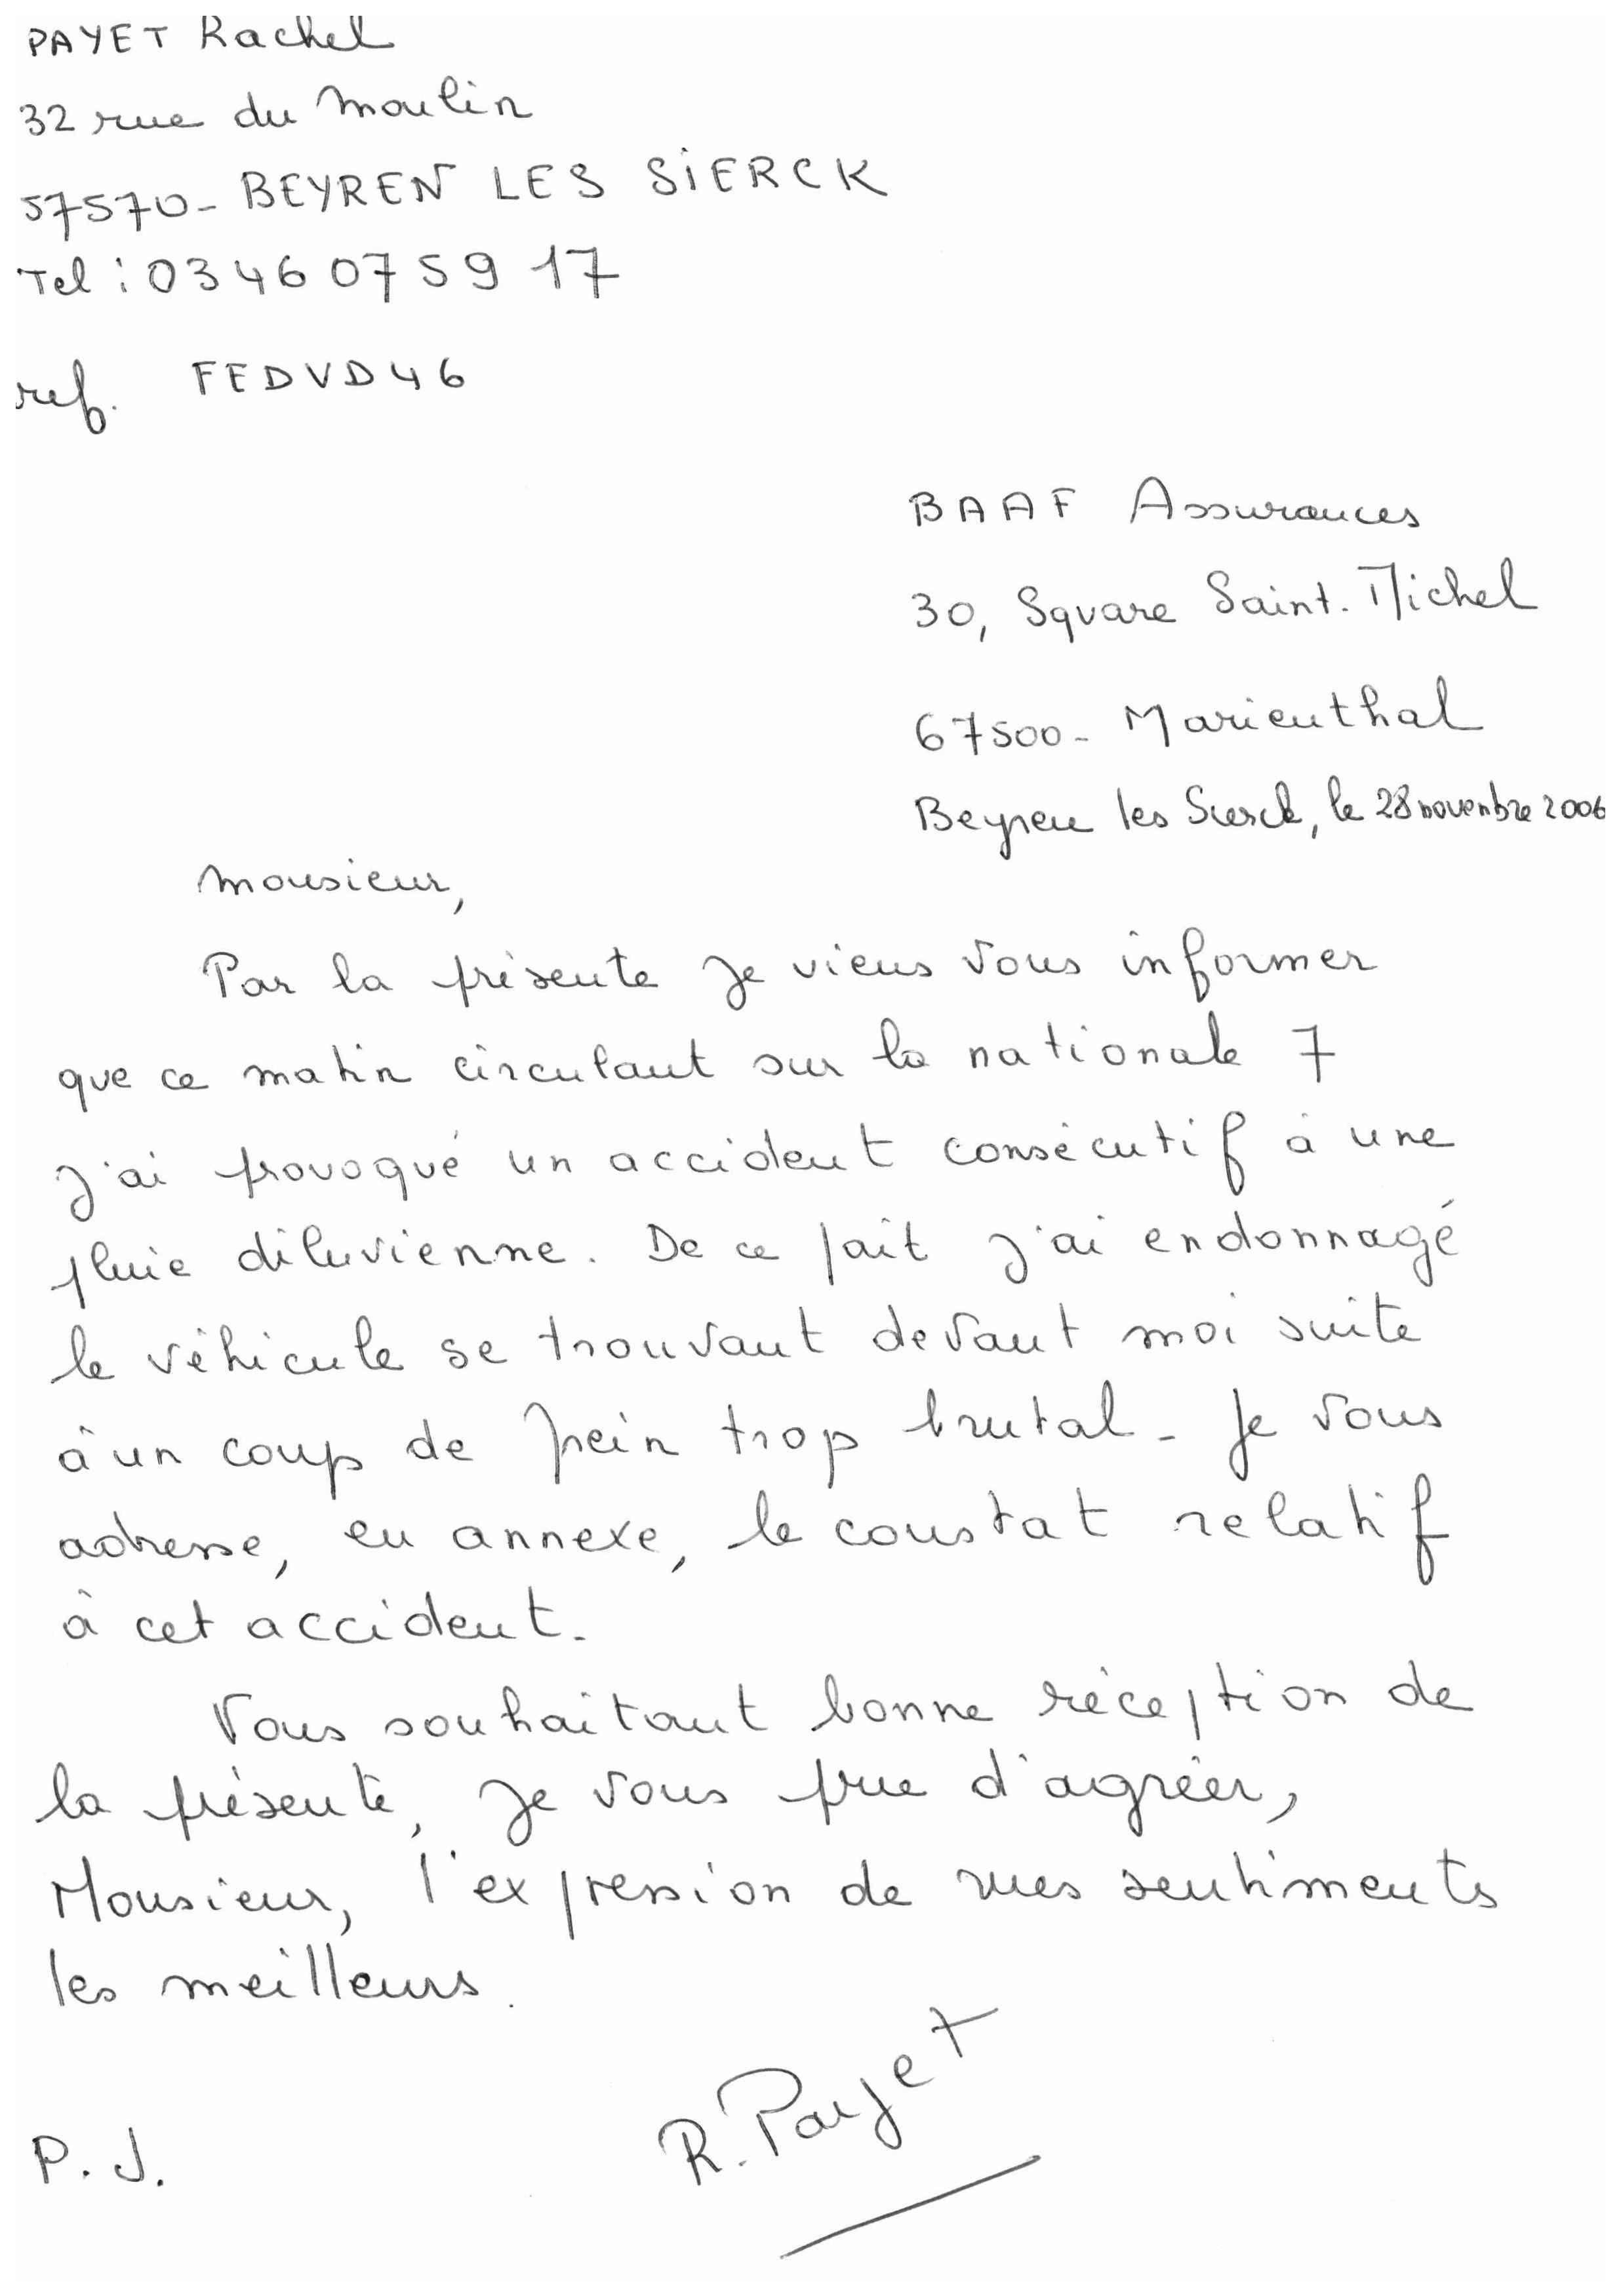 PAYET Rachel
32 rue du Moulin
57570 - BEYREN LES SIERCK
Tel : 03 46 07 59 17
ref. FEDVD46
BAAF Assurances
30, Square Saint. Michel
67500 - Marienthal
Beyren les Sierck, le 28 novembre 2006
Monsieur,
Par la présente je viens vous informer
que ce matin circulant sur la nationale 7
j'ai provoqué un accident consécutif à une
pluie diluvienne. De ce fait j'ai endonnagé
le véhicule se trouvant devant moi suite
à un coup de frein trop brutal - Je vous
adresse, en annexe, le constat relatif
à cet accident.
Vous souhaitant bonne réception de
la présente, je vous prie d'agréer,
Monsieur, l'expression de mes sentiments
les meilleurs.
R. Payet
P. J.